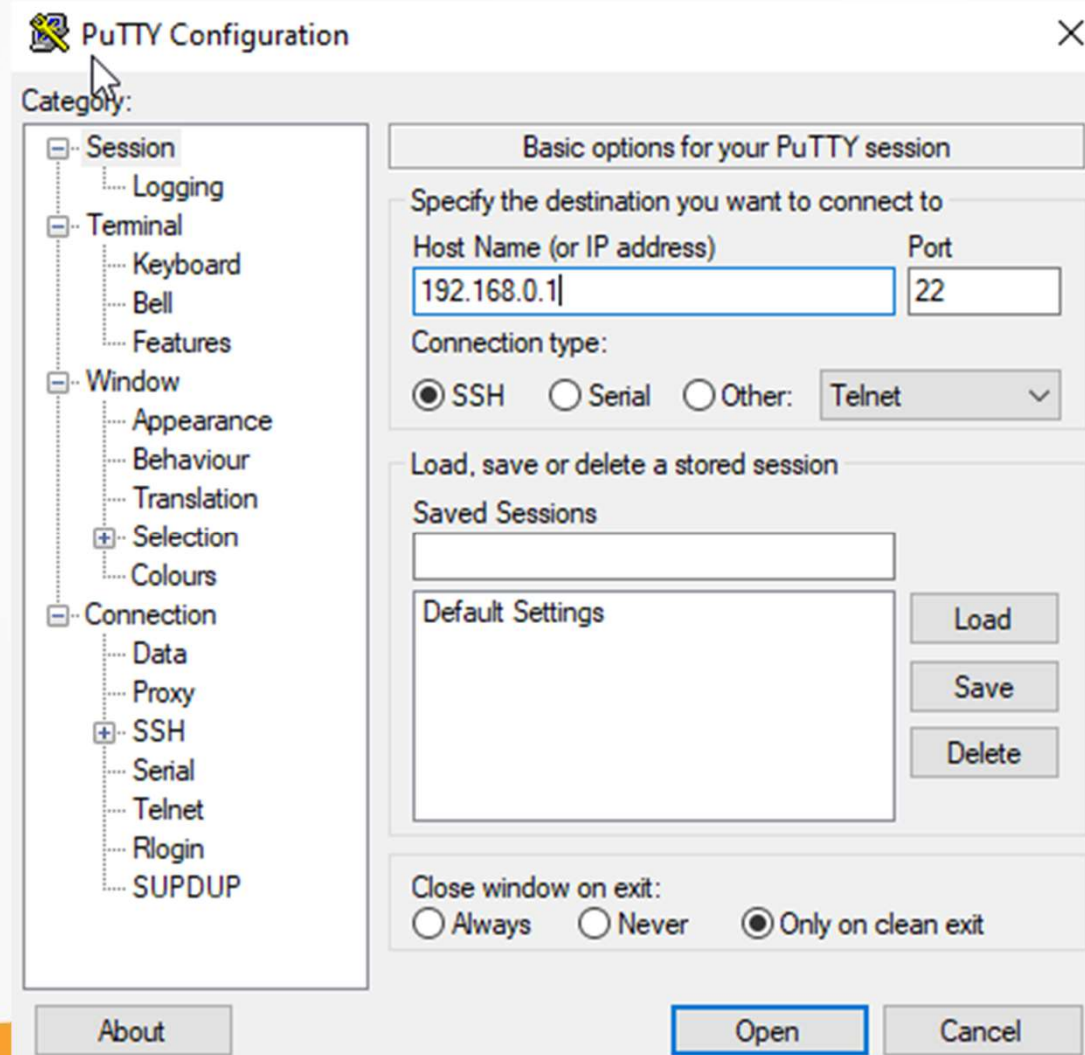 PuTTY Configuration
Category:
Session
Logging
Terminal
Keyboard
Bell
Features
Window
Appearance
Behaviour
Translation
Selection
Colours
Connection
Data
Proxy
SSH
Serial
Telnet
Rlogin
SUPDUP
Basic options for your PuTTY session
Specify the destination you want to connect to
Host Name (or IP address) Port
192.168.0.1 22
Connection type:
SSH Serial Other: Telnet
Load, save or delete a stored session
Saved Sessions
Default Settings
Load
Save
Delete
Close window on exit:
Always Never Only on clean exit
About Open Cancel